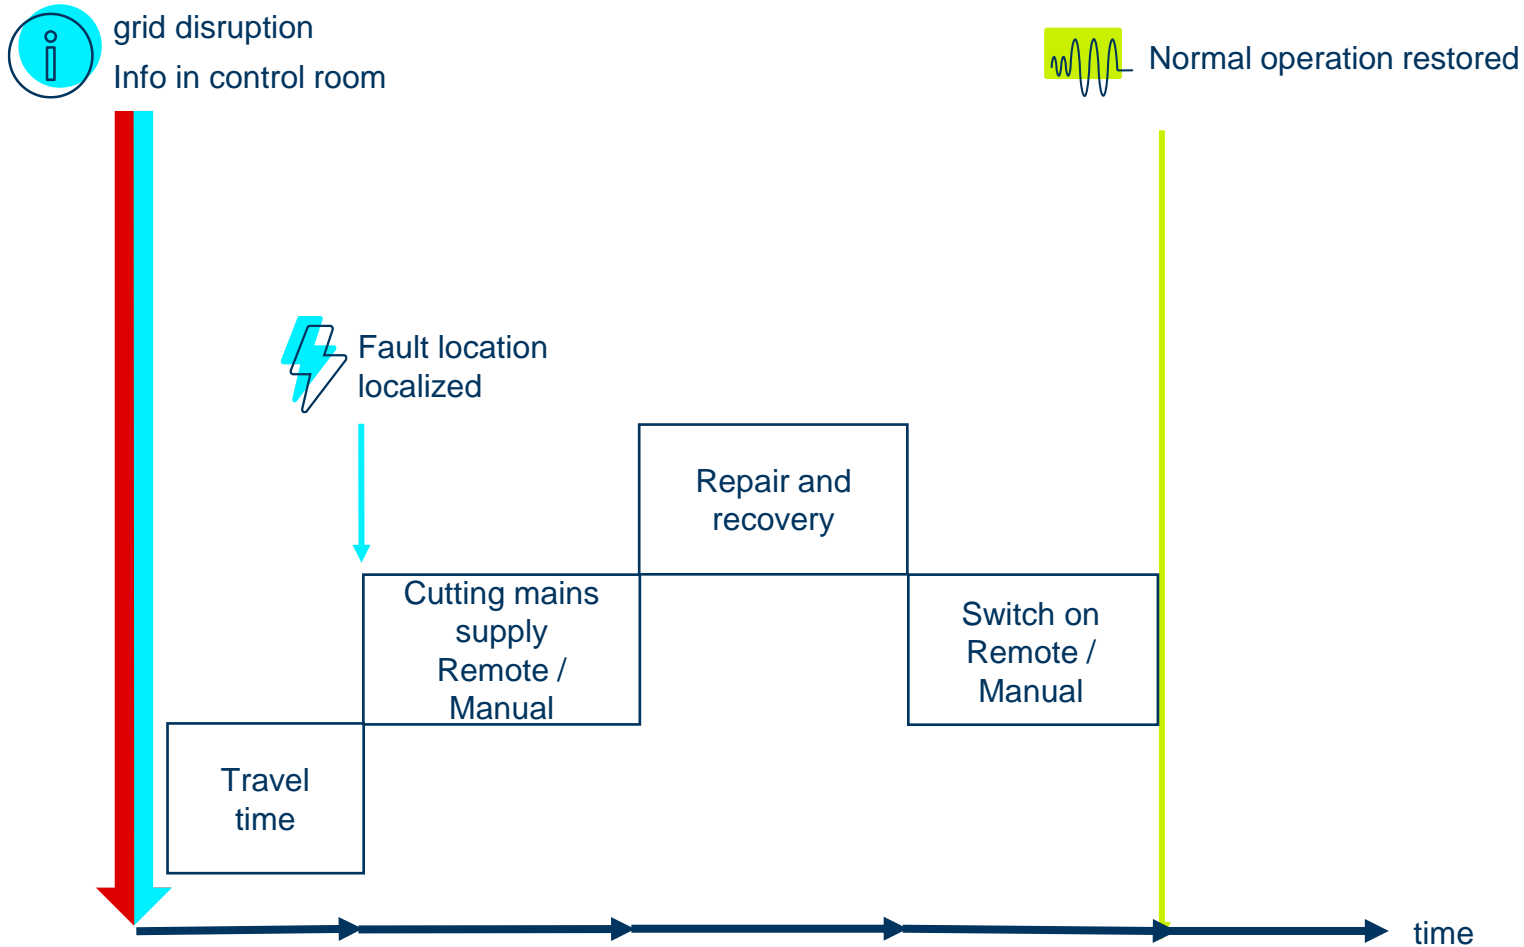 grid disruption
Info in control room
Normal operation restored
Fault location
localized
Repair and
recovery
Cutting mains
supply
Remote /
Manual
Switch on
Remote /
Manual
Travel
time
time